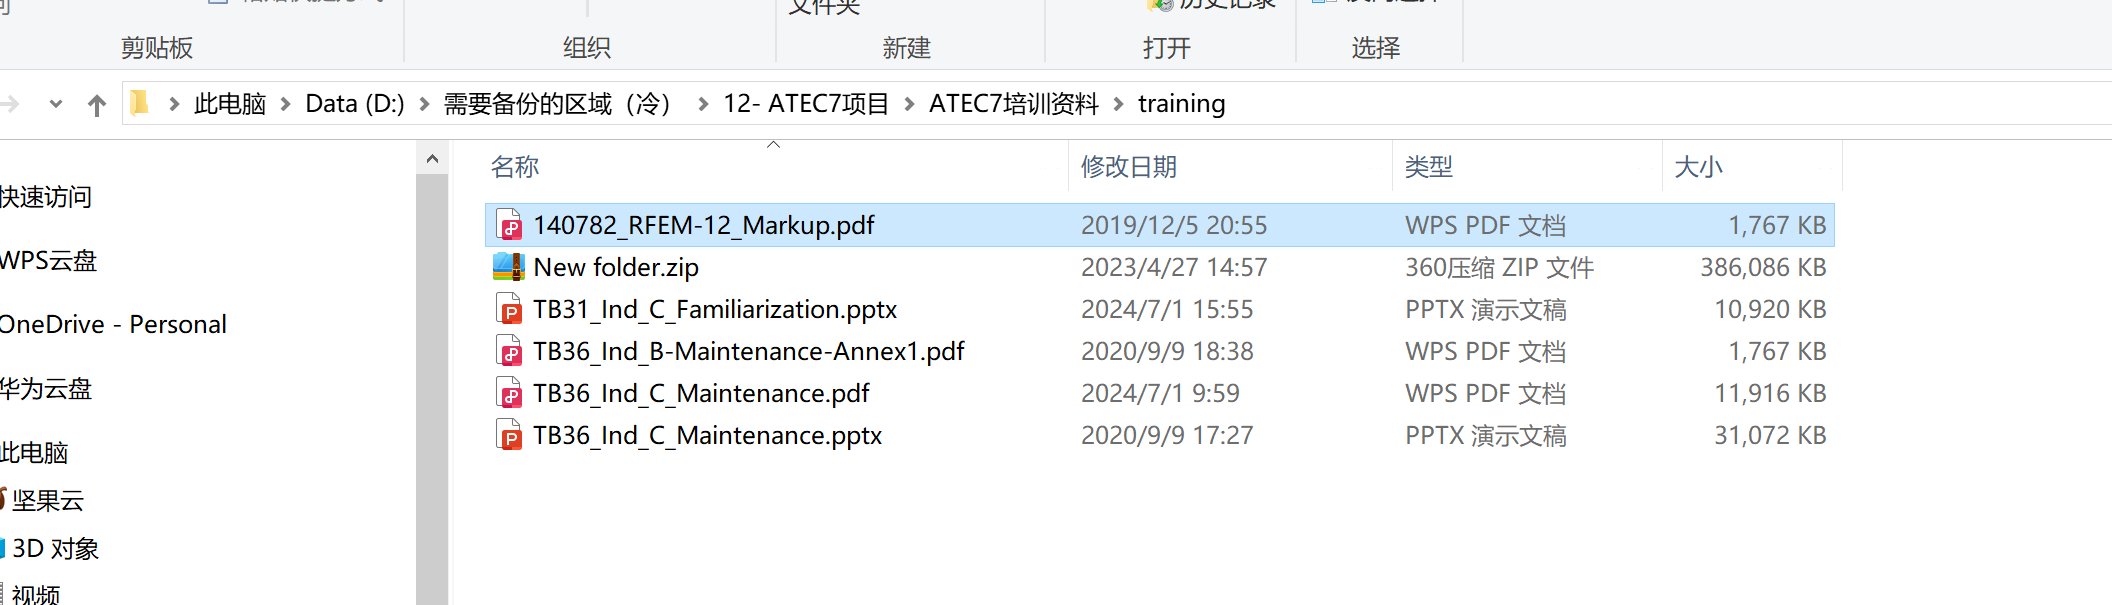 文件夹
历史记录
剪贴板 组织 新建 打开 选择
此电脑 Data (D:) 需要备份的区域（冷） 12- ATEC7项目 ATEC7培训资料 training
名称 修改日期 类型 大小
快速访问
140782_RFEM-12_Markup.pdf 2019/12/5 20:55 WPS PDF 文档 1,767 KB
WPS云盘
New folder.zip 2023/4/27 14:57 360压缩 ZIP 文件 386,086 KB
TB31_Ind_C_Familiarization.pptx 2024/7/1 15:55 PPTX 演示文稿 10,920 KB
OneDrive - Personal
TB36_Ind_B-Maintenance-Annex1.pdf 2020/9/9 18:38 WPS PDF 文档 1,767 KB
华为云盘
TB36_Ind_C_Maintenance.pdf 2024/7/1 9:59 WPS PDF 文档 11,916 KB
TB36_Ind_C_Maintenance.pptx 2020/9/9 17:27 PPTX 演示文稿 31,072 KB
此电脑
坚果云
3D 对象
视频